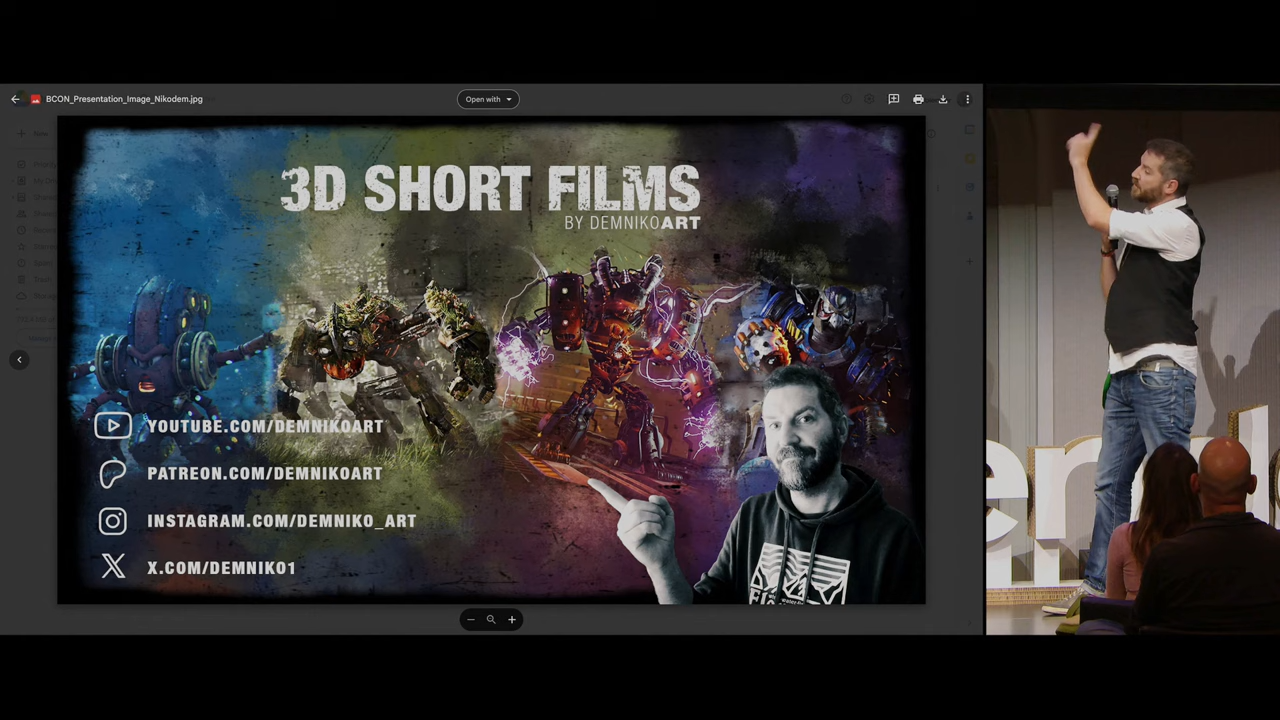 BCON_Presentation_Image_Nikodem.jpg
Open with
3D SHORT FILMS
BY DEMNIKOART
YOUTUBE.COM/DEMNIKOART
PATREON.COM/DEMNIKOART
INSTAGRAM.COM/DEMNIKO_ART
X.COM/DEMNIKO1